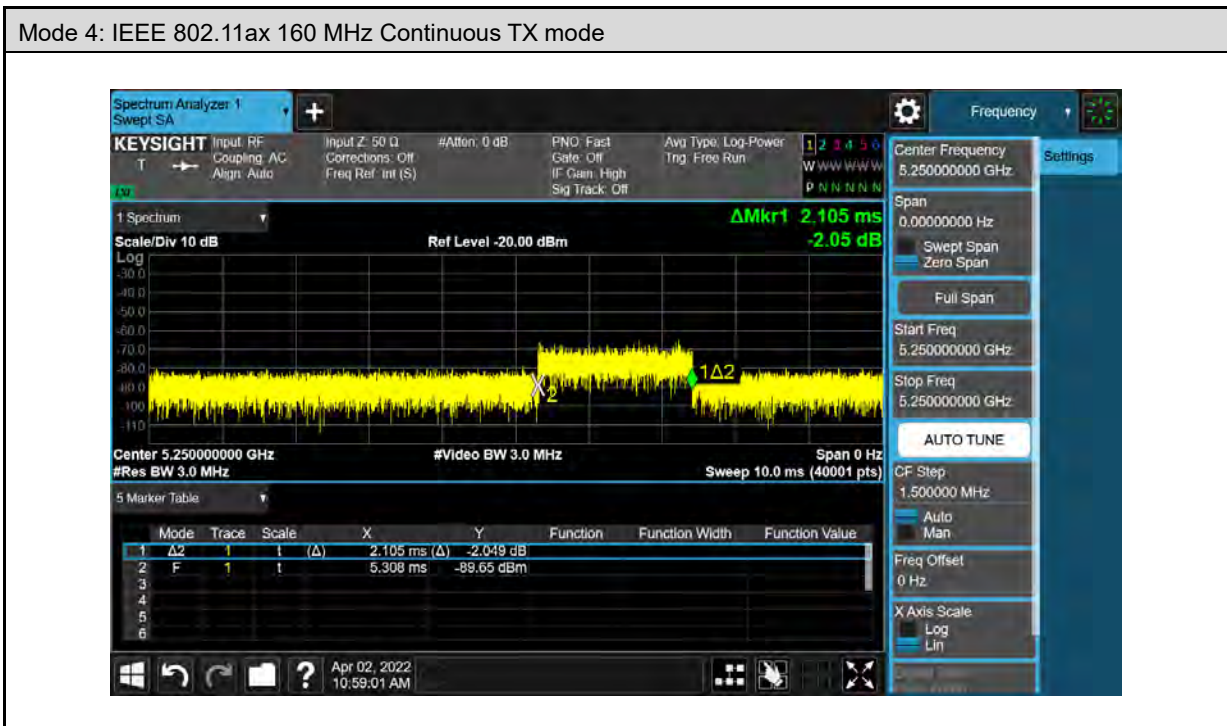 Mode 4: IEEE 802.11ax 160 MHz Continuous TX mode
Spectrum Analyzer 1
Swept SA
Frequency
KEYSIGHT
Input: RF
Coupling: AC
Align: Auto
Input Z: 50 Ω
Corrections: Off
Freq Ref: Int (S)
#Atten: 0 dB
PNO: Fast
Gate: Off
IF Gain: High
Sig Track: Off
Avg Type: Log-Power
Trig: Free Run
1 2 3 4 5 6
W W W W W W
P N N N N N
T
1 Spectrum
ΔMkr1 2.105 ms
Scale/Div 10 dB
Ref Level -20.00 dBm
-2.05 dB
Log
-30.0
-40.0
-50.0
-60.0
-70.0
-80.0
-90.0
-100
-110
1Δ2
2
Center 5.250000000 GHz
#Video BW 3.0 MHz
Span 0 Hz
#Res BW 3.0 MHz
Sweep 10.0 ms (40001 pts)
5 Marker Table
Mode Trace Scale X Y Function Function Width Function Value
1 Δ2 1 t (Δ) 2.105 ms (Δ) -2.049 dB
2 F 1 t 5.308 ms -89.65 dBm
3
4
5
6
Apr 02, 2022
10:59:01 AM
Center Frequency
5.250000000 GHz
Settings
Span
0.00000000 Hz
Swept Span
Zero Span
Full Span
Start Freq
5.250000000 GHz
Stop Freq
5.250000000 GHz
AUTO TUNE
CF Step
1.500000 MHz
Auto
Man
Freq Offset
0 Hz
X Axis Scale
Log
Lin